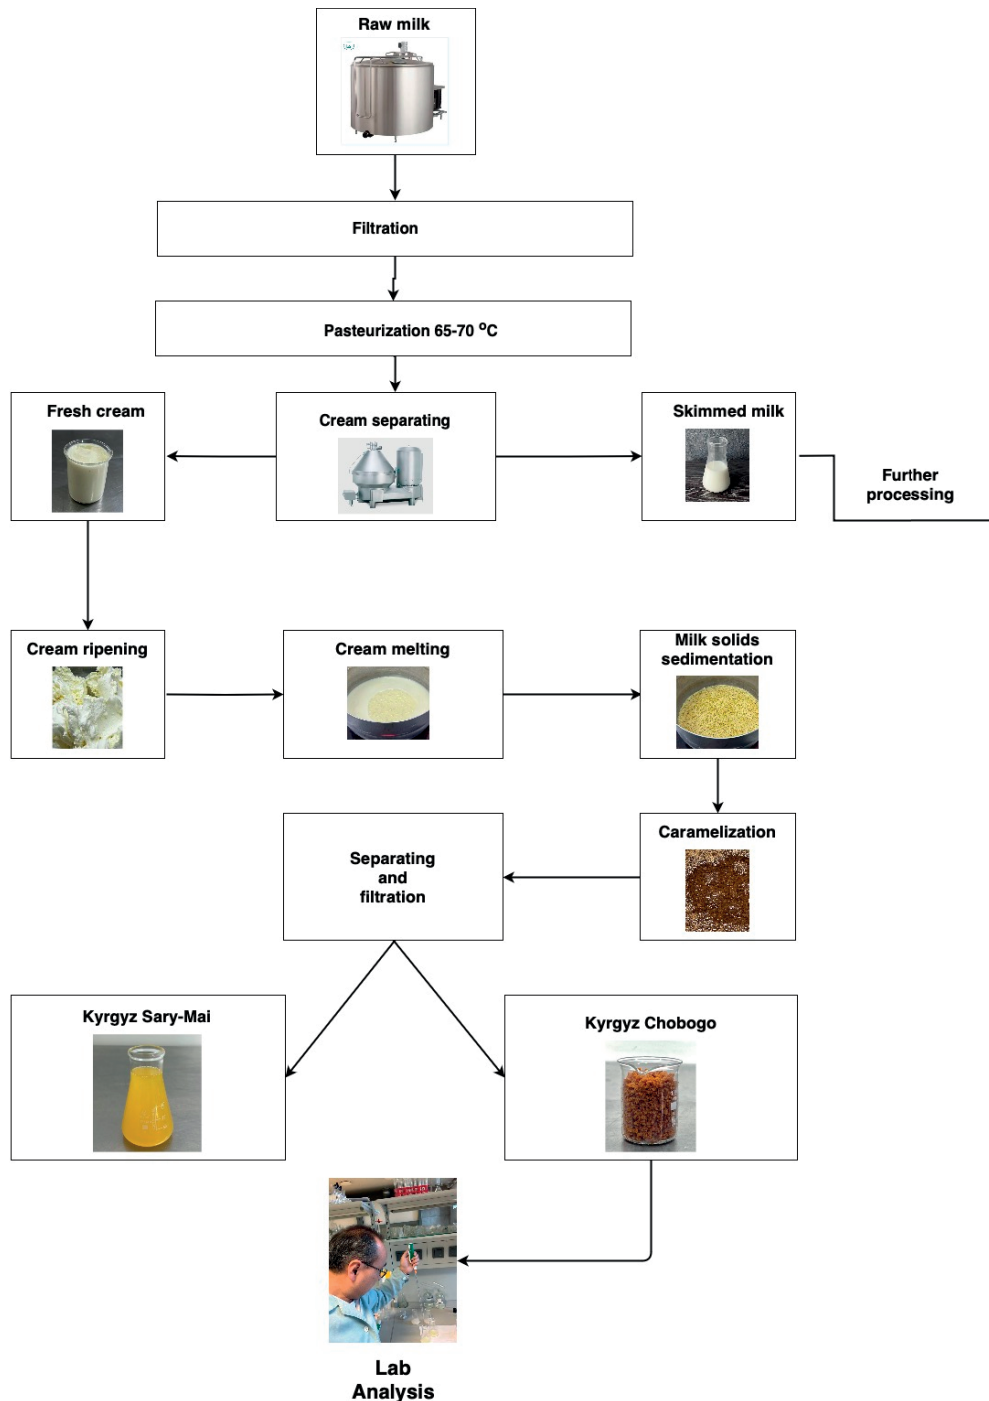 Raw milk
Filtration
Pasteurization 65-70 °C
Fresh cream
Cream separating
Skimmed milk
Further
processing
Cream ripening
Cream melting
Milk solids
sedimentation
Caramelization
Separating
and
filtration
Kyrgyz Sary-Mai
Kyrgyz Chobogo
Lab
Analysis